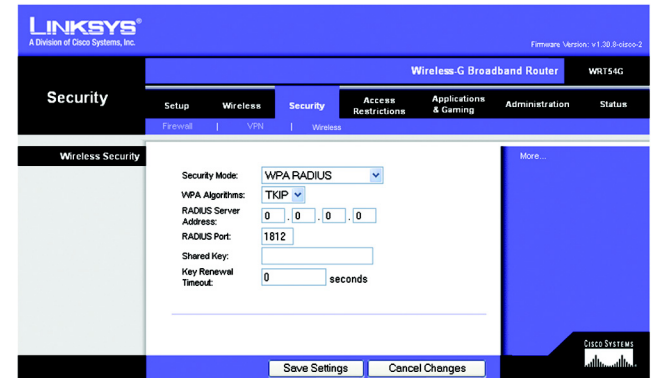 LINKSYS®
A Division of Cisco Systems, Inc.
Firmware Version: v1.30.8-cisco-2
Wireless-G Broadband Router WRT54G
Security
Setup Wireless Security Access Restrictions Applications & Gaming Administration Status
Firewall | VPN | Wireless
Wireless Security
More...
Security Mode: WPA RADIUS
WPA Algorithms: TKIP
RADIUS Server Address: 0 . 0 . 0 . 0
RADIUS Port: 1812
Shared Key:
Key Renewal Timeout: 0 seconds
CISCO SYSTEMS
Save Settings Cancel Changes